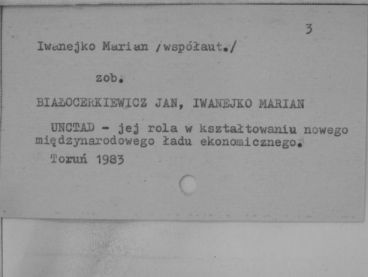 3
Iwanejko Marian /współaut./
zob.
BIAŁOCERKIEWICZ JAN, IWANEJKO MARIAN
UNCTAD - jej rola w kształtowaniu nowego
międzynarodowego ładu ekonomicznego.
Toruń 1983